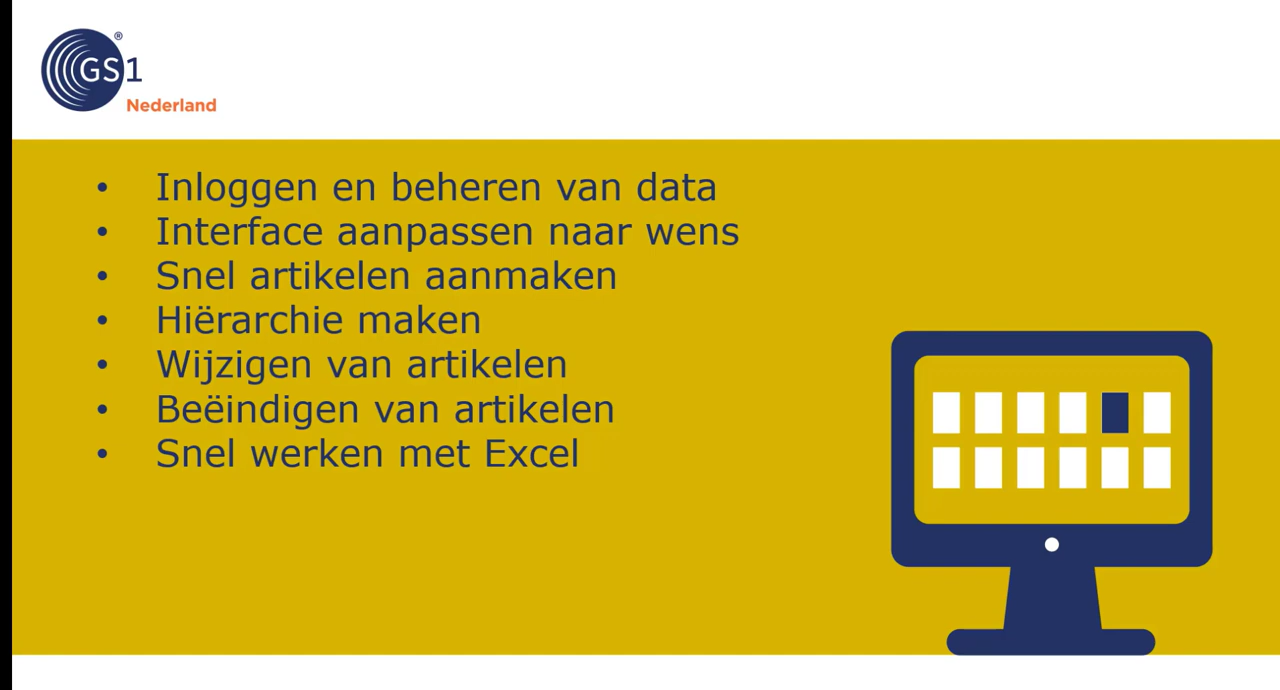 GS1®
Nederland
• Inloggen en beheren van data
• Interface aanpassen naar wens
• Snel artikelen aanmaken
• Hiërarchie maken
• Wijzigen van artikelen
• Beëindigen van artikelen
• Snel werken met Excel